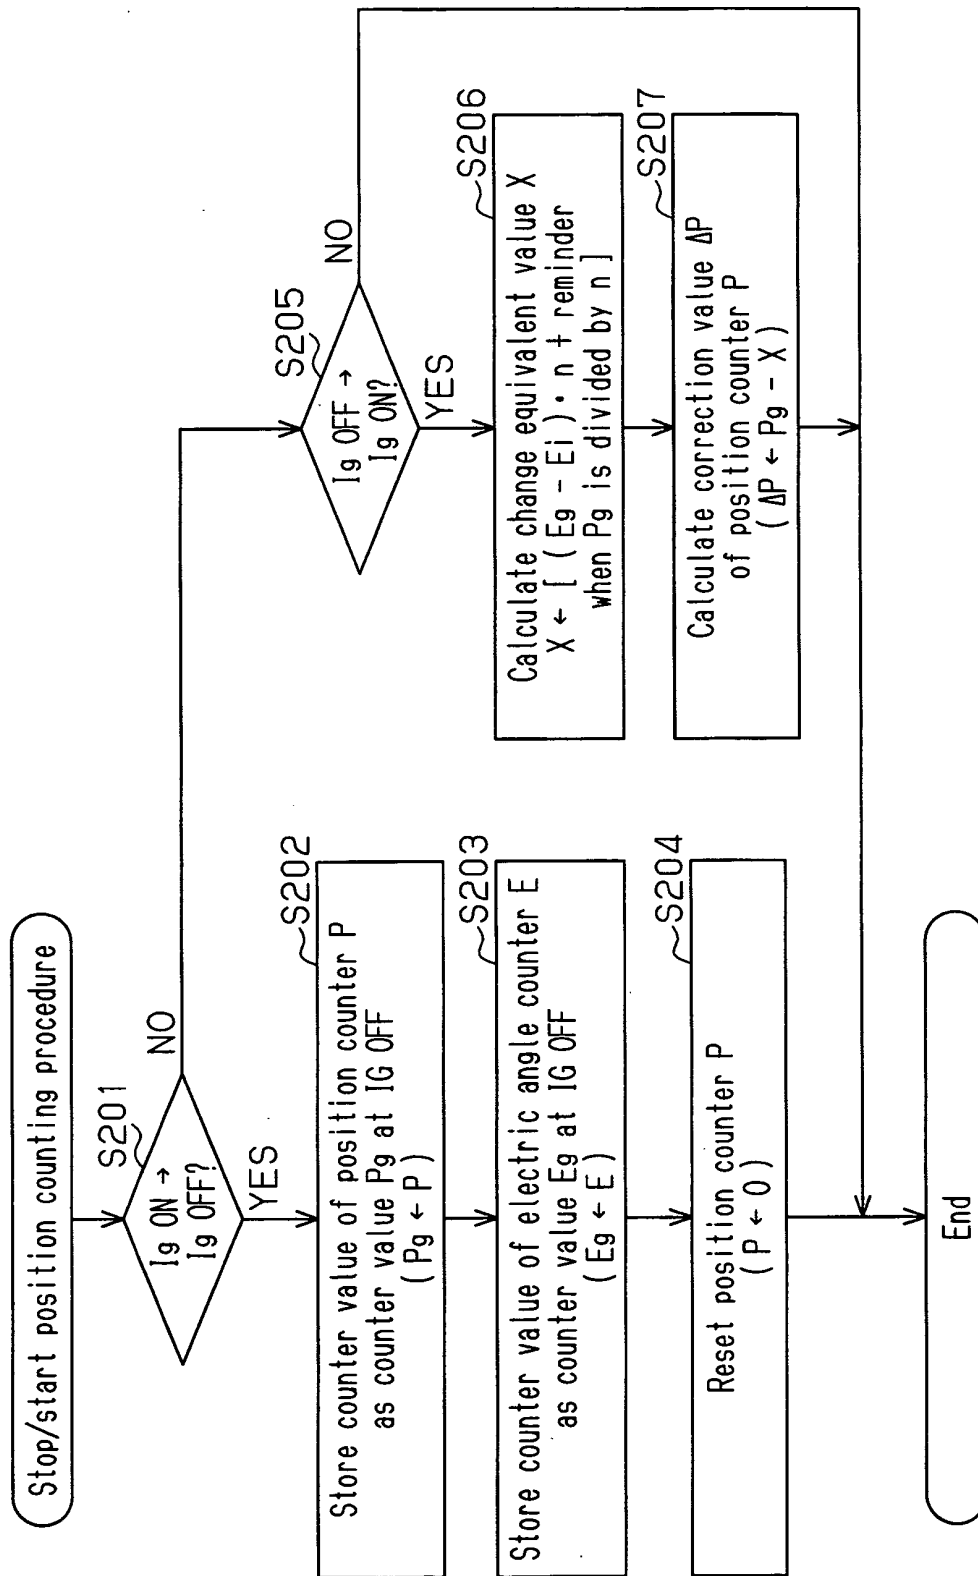 Stop/start position counting procedure
S201
Ig ON →
Ig OFF?
NO
YES
S202
Store counter value of position counter P
as counter value Pg at IG OFF
( Pg ← P )
S203
Store counter value of electric angle counter E
as counter value Eg at IG OFF
( Eg ← E )
S204
Reset position counter P
( P ← 0 )
S205
Ig OFF →
Ig ON?
NO
YES
S206
Calculate change equivalent value X
X ← [ ( Eg - Ei ) · n + reminder
when Pg is divided by n ]
S207
Calculate correction value ΔP
of position counter P
( ΔP ← Pg - X )
End